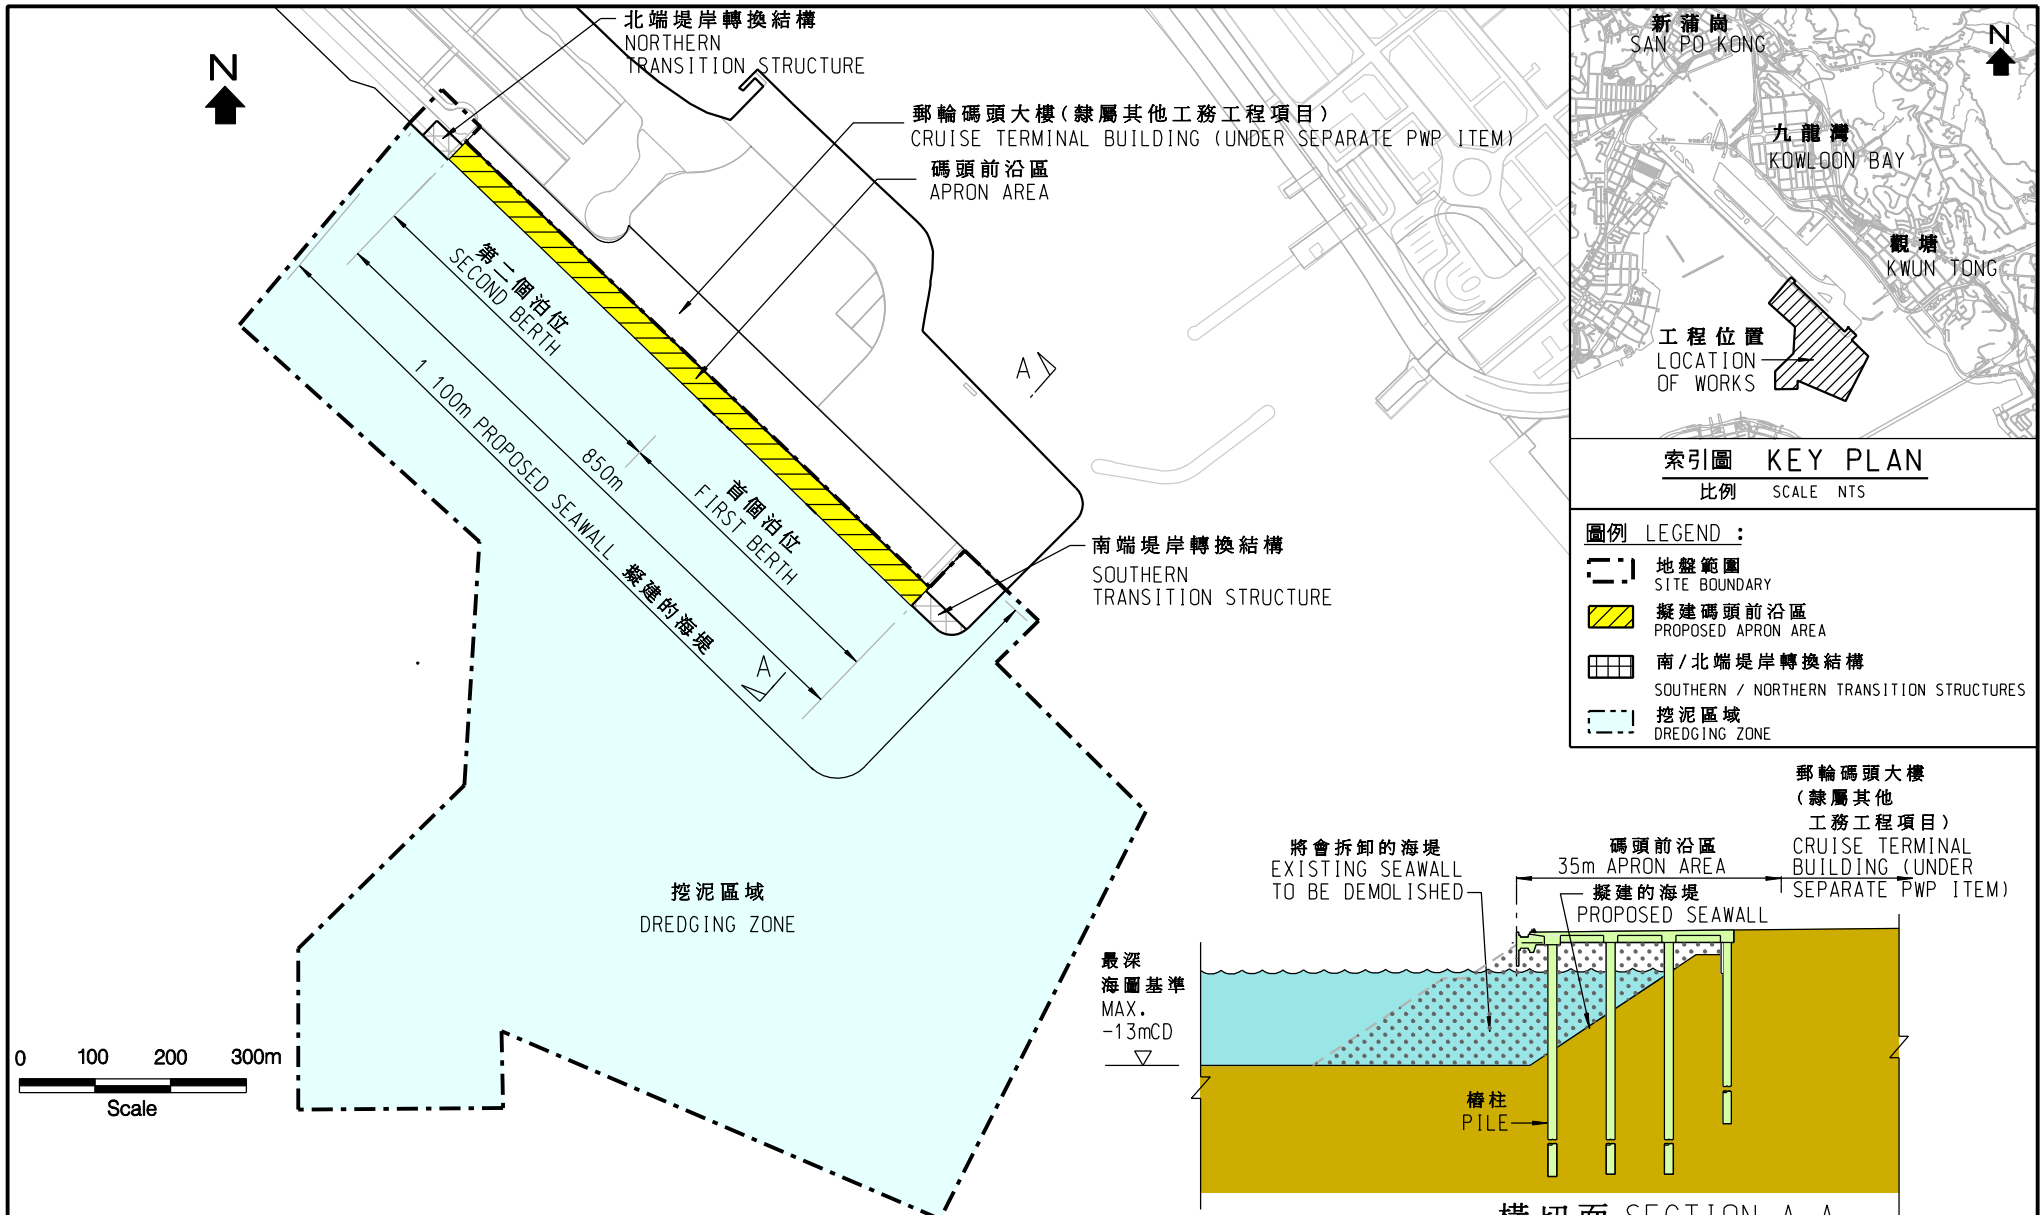 北端堤岸轉換結構
NORTHERN
TRANSITION STRUCTURE
N
郵輪碼頭大樓(隸屬其他工務工程項目)
CRUISE TERMINAL BUILDING (UNDER SEPARATE PWP ITEM)
碼頭前沿區
APRON AREA
第二個泊位
SECOND BERTH
1 100m PROPOSED SEAWALL 擬建的海堤
850m
首個泊位
FIRST BERTH
A
A
南端堤岸轉換結構
SOUTHERN
TRANSITION STRUCTURE
挖泥區域
DREDGING ZONE
0 100 200 300m
Scale
新蒲崗
SAN PO KONG
N
九龍灣
KOWLOON BAY
觀塘
KWUN TONG
工程位置
LOCATION
OF WORKS
索引圖 KEY PLAN
比例 SCALE NTS
圖例 LEGEND :
地盤範圍
SITE BOUNDARY
擬建碼頭前沿區
PROPOSED APRON AREA
南/北端堤岸轉換結構
SOUTHERN / NORTHERN TRANSITION STRUCTURES
挖泥區域
DREDGING ZONE
郵輪碼頭大樓
(隸屬其他
工務工程項目)
CRUISE TERMINAL
BUILDING (UNDER
SEPARATE PWP ITEM)
將會拆卸的海堤
EXISTING SEAWALL
TO BE DEMOLISHED
碼頭前沿區
35m APRON AREA
擬建的海堤
PROPOSED SEAWALL
最深
海圖基準
MAX.
-13mCD
樁柱
PILE
橫切面 SECTION A-A